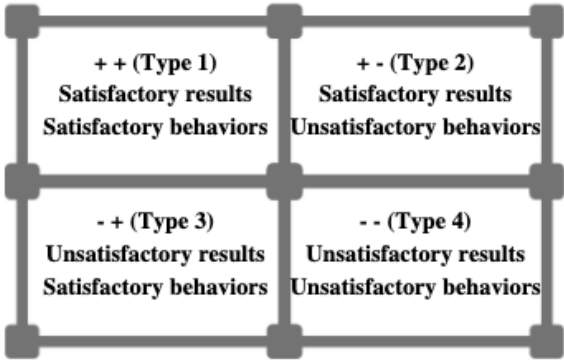 + + (Type 1)
Satisfactory results
Satisfactory behaviors
+ - (Type 2)
Satisfactory results
Unsatisfactory behaviors
- + (Type 3)
Unsatisfactory results
Satisfactory behaviors
- - (Type 4)
Unsatisfactory results
Unsatisfactory behaviors